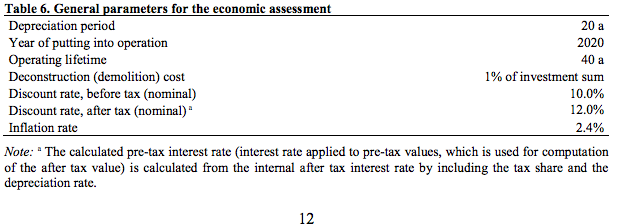 Table 6. General parameters for the economic assessment
Depreciation period 20 a
Year of putting into operation 2020
Operating lifetime 40 a
Deconstruction (demolition) cost 1% of investment sum
Discount rate, before tax (nominal) 10.0%
Discount rate, after tax (nominal) ᵃ 12.0%
Inflation rate 2.4%
Note: ᵃ The calculated pre-tax interest rate (interest rate applied to pre-tax values, which is used for computation
of the after tax value) is calculated from the internal after tax interest rate by including the tax share and the
depreciation rate.
12